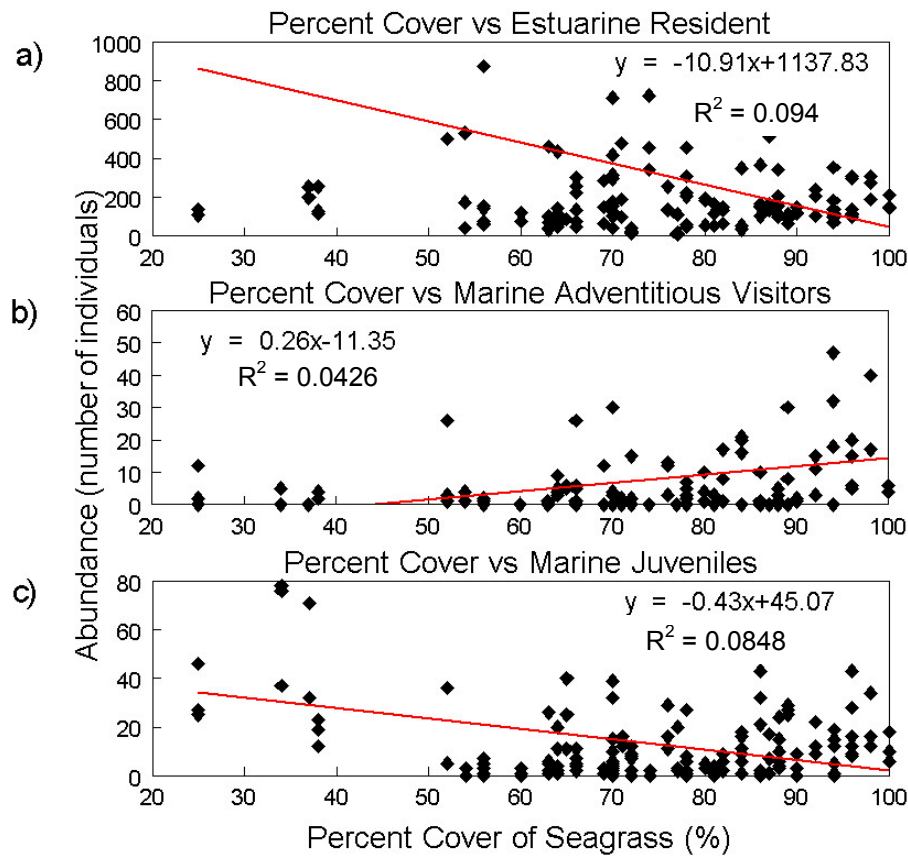 Percent Cover vs Estuarine Resident
a)
y = -10.91x+1137.83
R² = 0.094
1000
800
600
400
200
0
20 30 40 50 60 70 80 90 100
Percent Cover vs Marine Adventitious Visitors
b)
y = 0.26x-11.35
R² = 0.0426
60
50
40
30
20
10
0
20 30 40 50 60 70 80 90 100
Abundance (number of individuals)
Percent Cover vs Marine Juveniles
c)
y = -0.43x+45.07
R² = 0.0848
80
60
40
20
0
20 30 40 50 60 70 80 90 100
Percent Cover of Seagrass (%)